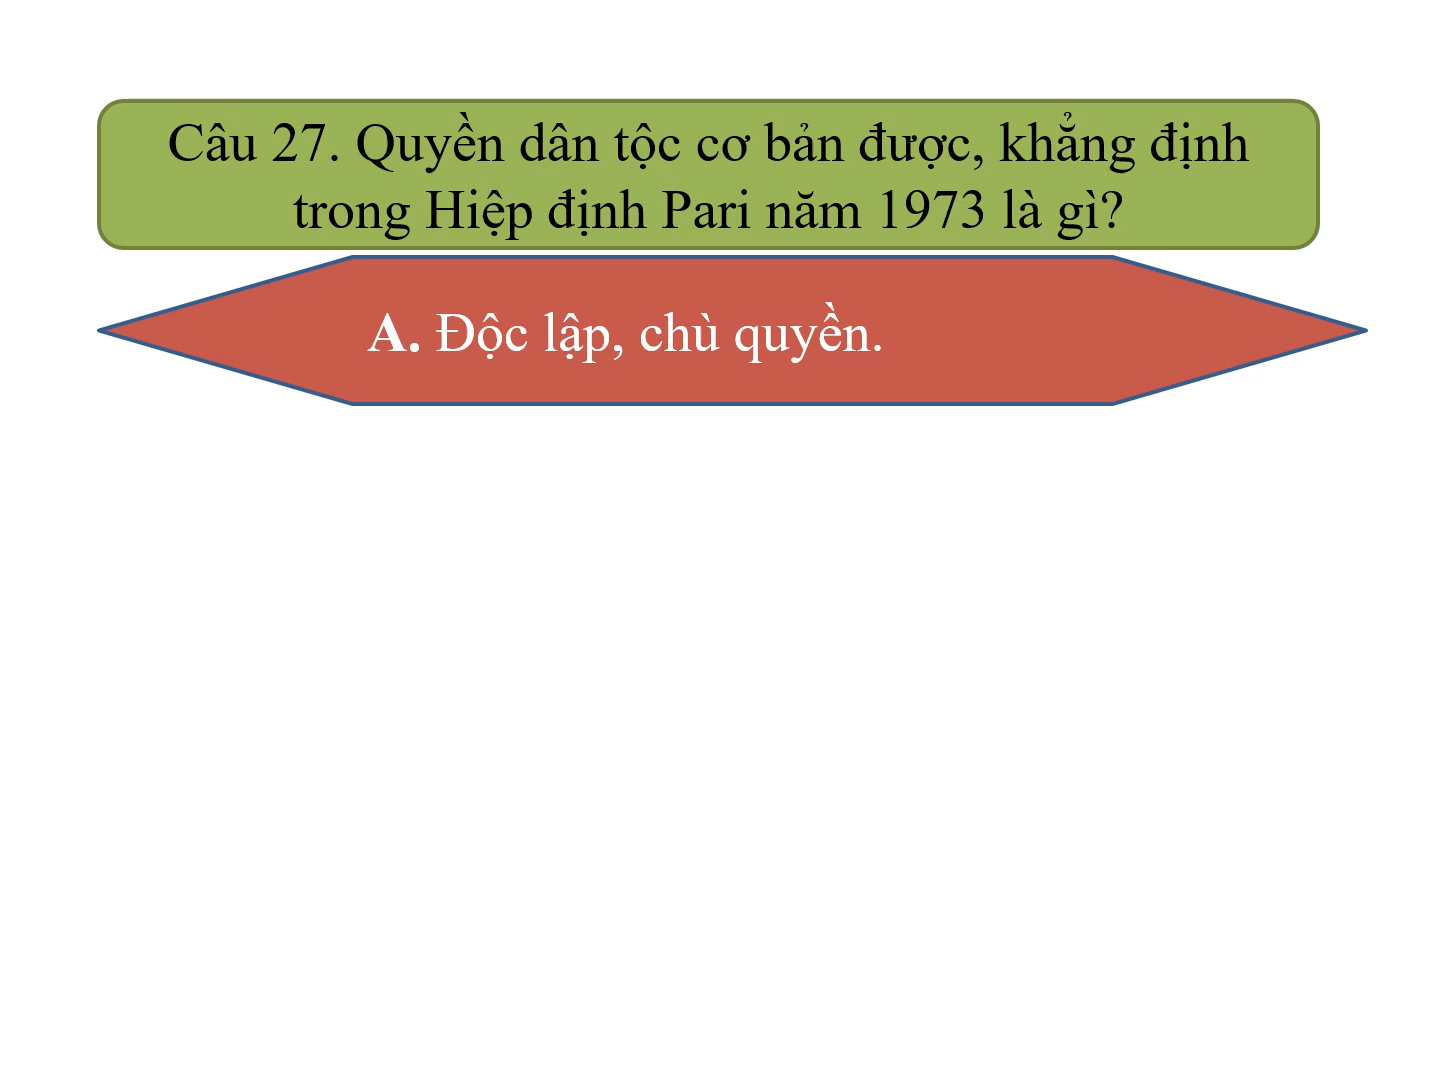 Câu 27. Quyền dân tộc cơ bản được, khẳng định
trong Hiệp định Pari năm 1973 là gì?
A. Độc lập, chù quyền.